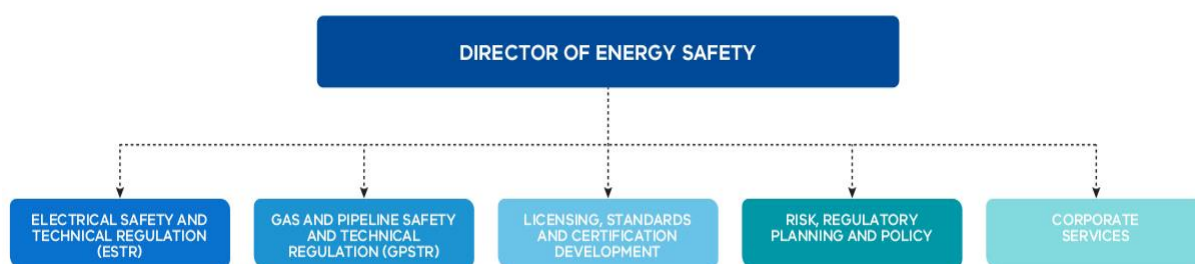 DIRECTOR OF ENERGY SAFETY
ELECTRICAL SAFETY AND
TECHNICAL REGULATION
(ESTR)
GAS AND PIPELINE SAFETY
AND TECHNICAL
REGULATION (GPSTR)
LICENSING, STANDARDS
AND CERTIFICATION
DEVELOPMENT
RISK, REGULATORY
PLANNING AND POLICY
CORPORATE
SERVICES